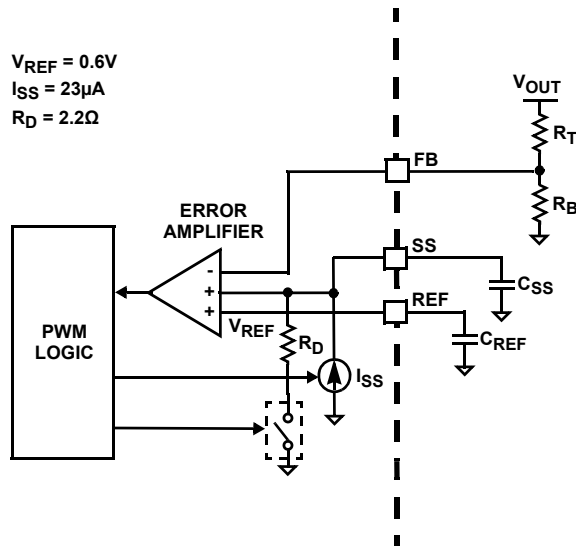 V_REF = 0.6V
I_SS = 23µA
R_D = 2.2Ω
V_OUT
R_T
FB
R_B
ERROR
AMPLIFIER
SS
-
+
C_SS
REF
+
V_REF
R_D
C_REF
PWM
LOGIC
I_SS